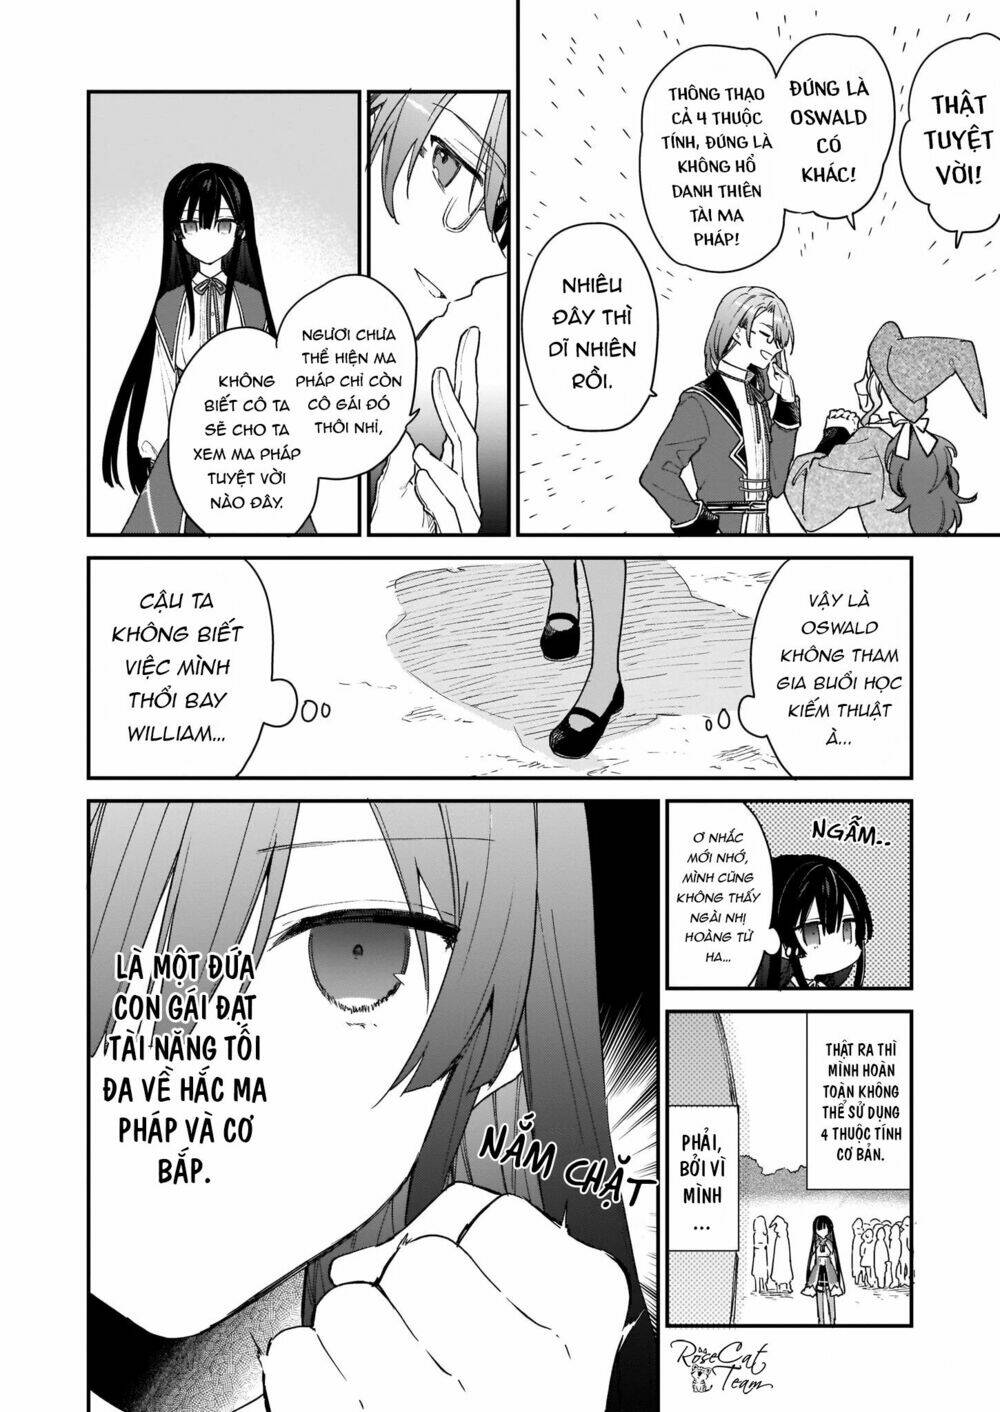 THẬT
TUYỆT
VỜI!
ĐÚNG LÀ
OSWALD
CÓ
KHÁC!
THÔNG THẠO
CẢ 4 THUỘC
TÍNH, ĐÚNG LÀ
KHÔNG HỔ
DANH THIÊN
TÀI MA
PHÁP!
NHIÊU
ĐÂY THÌ
DĨ NHIÊN
RỒI.
NGƯƠI CHƯA
THỂ HIỆN MA
PHÁP CHỈ CÒN
CÔ GÁI ĐÓ
THÔI NHỈ,
KHÔNG
BIẾT CÔ TA
SẼ CHO TA
XEM MA PHÁP
TUYỆT VỜI
NÀO ĐÂY.
VẬY LÀ
OSWALD
KHÔNG THAM
GIA BUỔI HỌC
KIẾM THUẬT
À...
CẬU TA
KHÔNG BIẾT
VIỆC MÌNH
THỔI BAY
WILLIAM...
NGẪM..
Ơ NHẮC
MỚI NHỚ,
MÌNH CŨNG
KHÔNG THẤY
NGÀI NHỊ
HOÀNG TỬ
HA...
THẬT RA THÌ
MÌNH HOÀN
TOÀN KHÔNG
THỂ SỬ DỤNG
4 THUỘC TÍNH
CƠ BẢN.
PHẢI,
BỞI VÌ
MÌNH
...
LÀ MỘT ĐỨA
CON GÁI ĐẠT
TÀI NĂNG TỐI
ĐA VỀ HẮC MA
PHÁP VÀ CƠ
BẮP.
NẮM CHẶT
RoseCat
Team